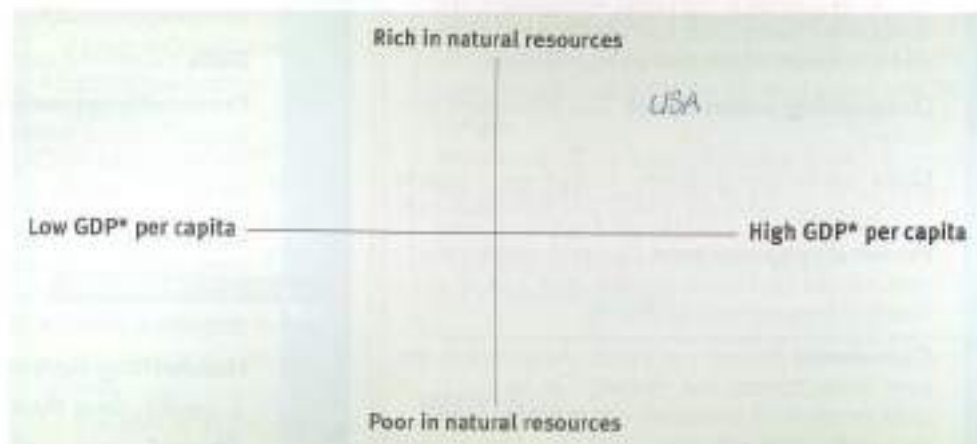 Rich in natural resources
USA
Low GDP* per capita
High GDP* per capita
Poor in natural resources